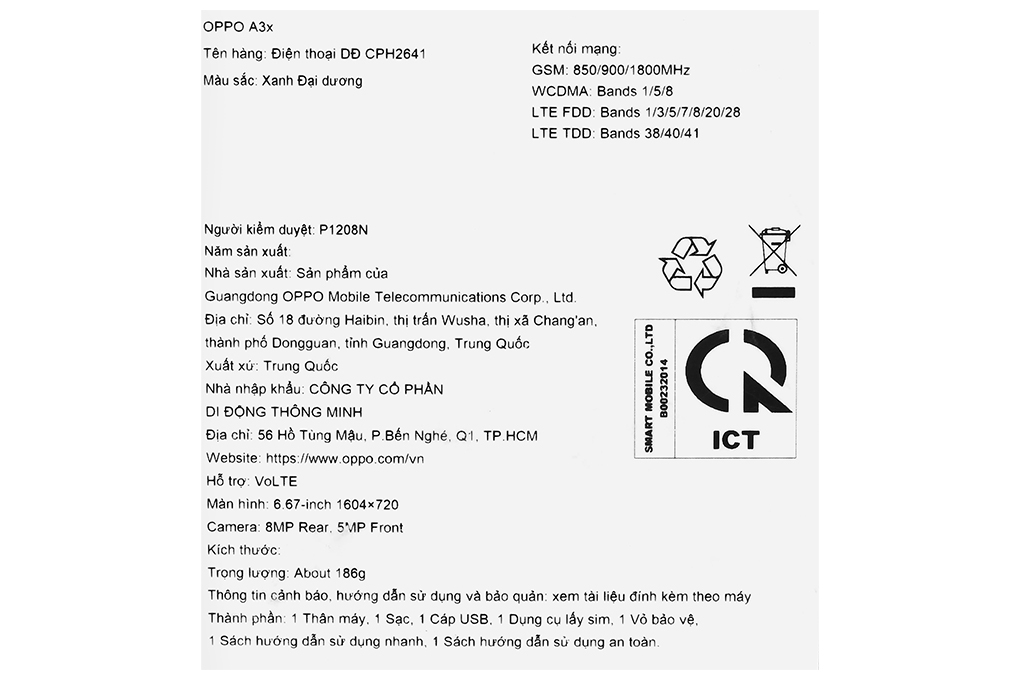 OPPO A3x
Tên hàng: Điện thoại DĐ CPH2641
Màu sắc: Xanh Đại dương
Kết nối mạng:
GSM: 850/900/1800MHz
WCDMA: Bands 1/5/8
LTE FDD: Bands 1/3/5/7/8/20/28
LTE TDD: Bands 38/40/41
Người kiểm duyệt: P1208N
Năm sản xuất:
Nhà sản xuất: Sản phẩm của
Guangdong OPPO Mobile Telecommunications Corp., Ltd.
Địa chỉ: Số 18 đường Haibin, thị trấn Wusha, thị xã Chang'an,
thành phố Dongguan, tỉnh Guangdong, Trung Quốc
Xuất xứ: Trung Quốc
Nhà nhập khẩu: CÔNG TY CỔ PHẦN
DI ĐỘNG THÔNG MINH
Địa chỉ: 56 Hồ Tùng Mậu, P.Bến Nghé, Q1, TP.HCM
Website: https://www.oppo.com/vn
Hỗ trợ: VoLTE
Màn hình: 6.67-inch 1604×720
Camera: 8MP Rear, 5MP Front
Kích thước:
Trọng lượng: About 186g
Thông tin cảnh báo, hướng dẫn sử dụng và bảo quản: xem tài liệu đính kèm theo máy
Thành phần: 1 Thân máy, 1 Sạc, 1 Cáp USB, 1 Dụng cụ lấy sim, 1 Vỏ bảo vệ,
1 Sách hướng dẫn sử dụng nhanh, 1 Sách hướng dẫn sử dụng an toàn.
SMART MOBILE CO.,LTD
B00232014
ICT